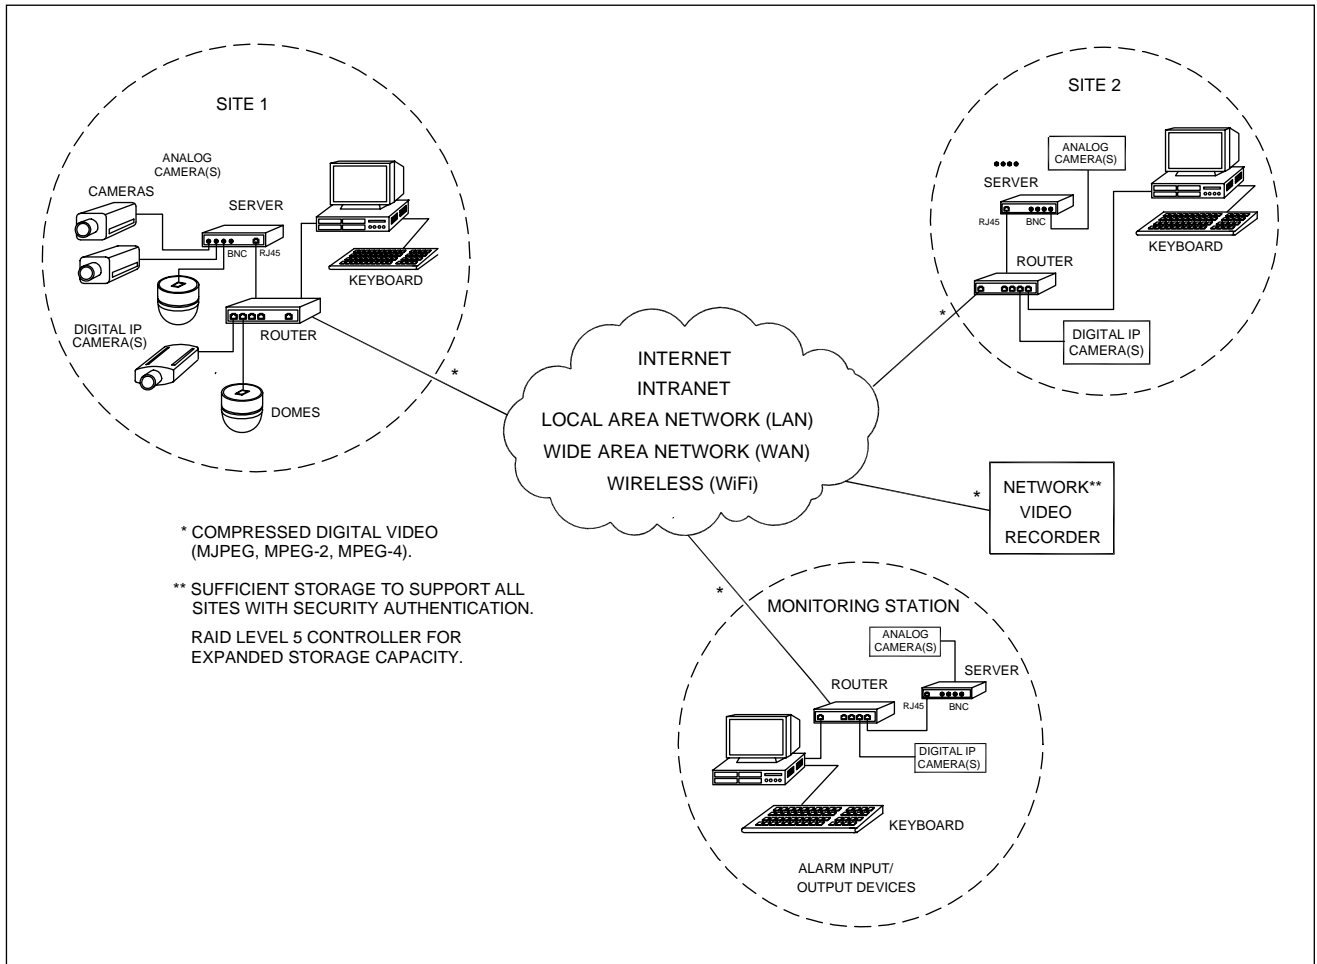 SITE 1
ANALOG
CAMERA(S)
CAMERAS
SERVER
BNC
RJ45
KEYBOARD
DIGITAL IP
CAMERA(S)
ROUTER
DOMES
*
SITE 2
ANALOG
CAMERA(S)
SERVER
RJ45
BNC
KEYBOARD
ROUTER
DIGITAL IP
CAMERA(S)
*
INTERNET
INTRANET
LOCAL AREA NETWORK (LAN)
WIDE AREA NETWORK (WAN)
WIRELESS (WiFi)
*
NETWORK**
VIDEO
RECORDER
* COMPRESSED DIGITAL VIDEO
(MJPEG, MPEG-2, MPEG-4).
** SUFFICIENT STORAGE TO SUPPORT ALL
SITES WITH SECURITY AUTHENTICATION.
RAID LEVEL 5 CONTROLLER FOR
EXPANDED STORAGE CAPACITY.
*
MONITORING STATION
ANALOG
CAMERA(S)
SERVER
ROUTER
RJ45
BNC
DIGITAL IP
CAMERA(S)
KEYBOARD
ALARM INPUT/
OUTPUT DEVICES